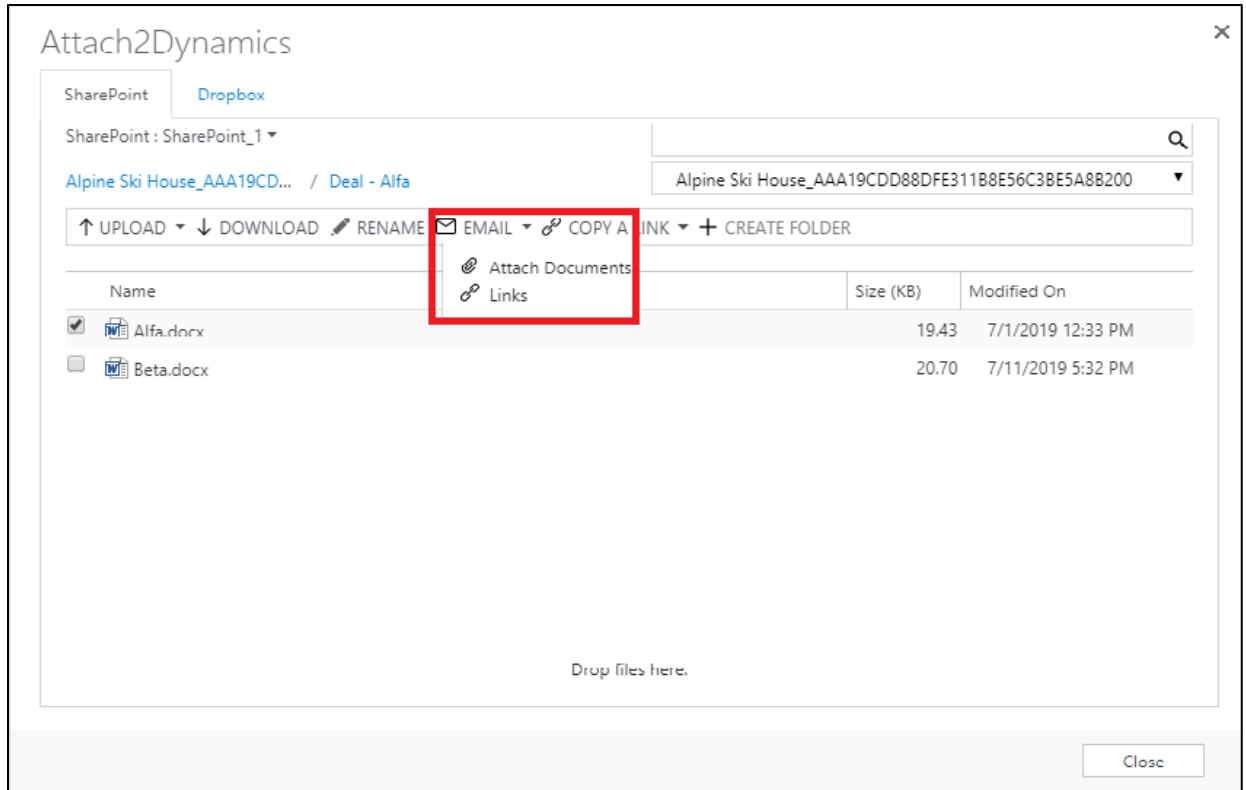 Attach2Dynamics
SharePoint Dropbox
SharePoint : SharePoint_1
Alpine Ski House_AAA19CD... / Deal - Alfa
Alpine Ski House_AAA19CDD88DFE311B8E56C3BE5A8B200
UPLOAD DOWNLOAD RENAME EMAIL COPY A LINK CREATE FOLDER
Attach Documents
Links
Name Size (KB) Modified On
Alfa.docx 19.43 7/1/2019 12:33 PM
Beta.docx 20.70 7/11/2019 5:32 PM
Drop files here.
Close